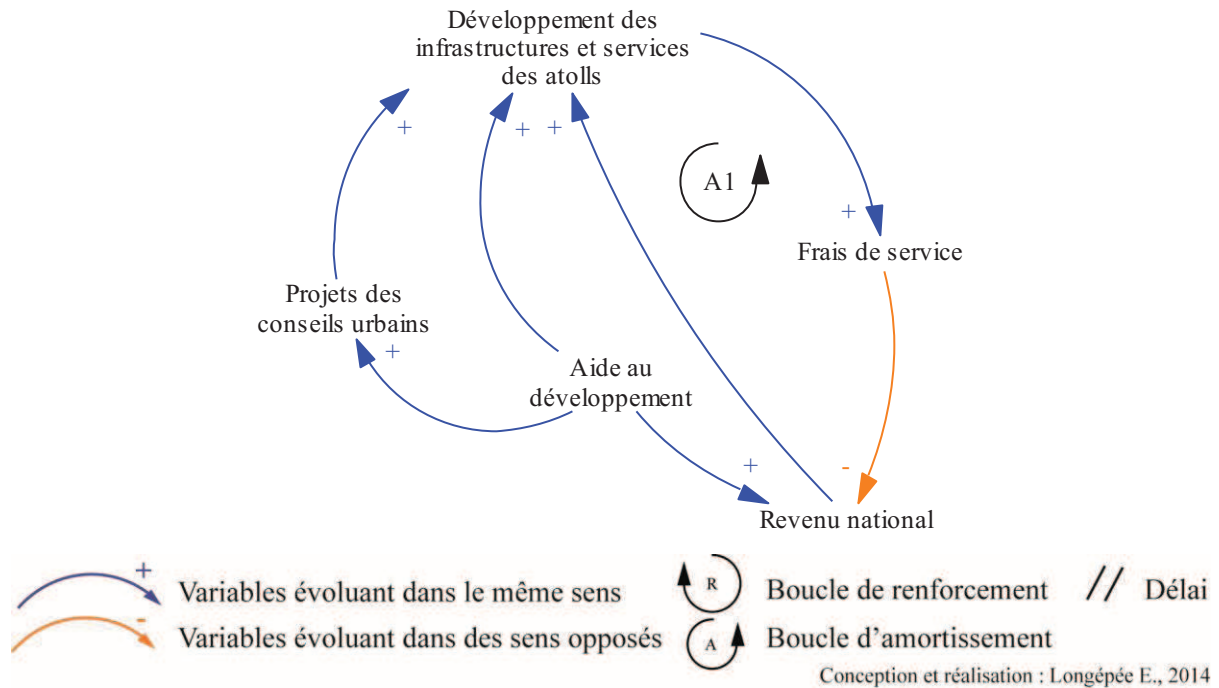 Développement des
infrastructures et services
des atolls
+
+ +
A1
+
Frais de service
Projets des
conseils urbains
+
Aide au
développement
+
-
Revenu national
+
Variables évoluant dans le même sens
R
Boucle de renforcement
//
Délai
-
Variables évoluant dans des sens opposés
A
Boucle d’amortissement
Conception et réalisation : Longépée E., 2014